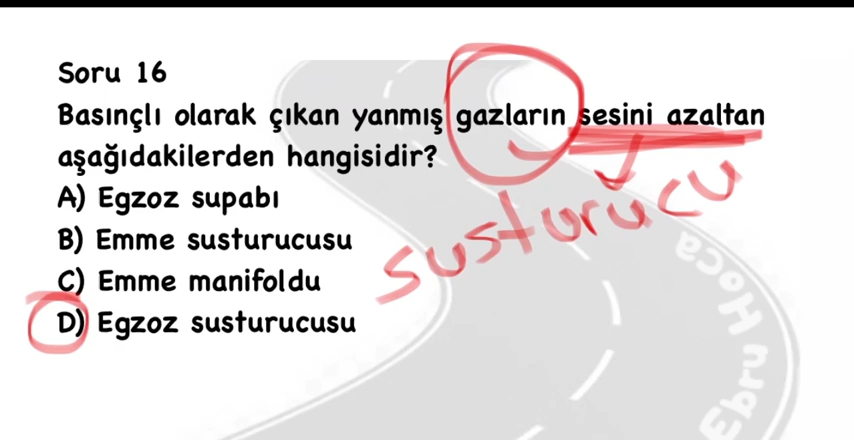 Soru 16
Basınçlı olarak çıkan yanmış gazların sesini azaltan
aşağıdakilerden hangisidir?
A) Egzoz supabı
B) Emme susturucusu
C) Emme manifoldu
D) Egzoz susturucusu
susturucu
Ebru Hoca